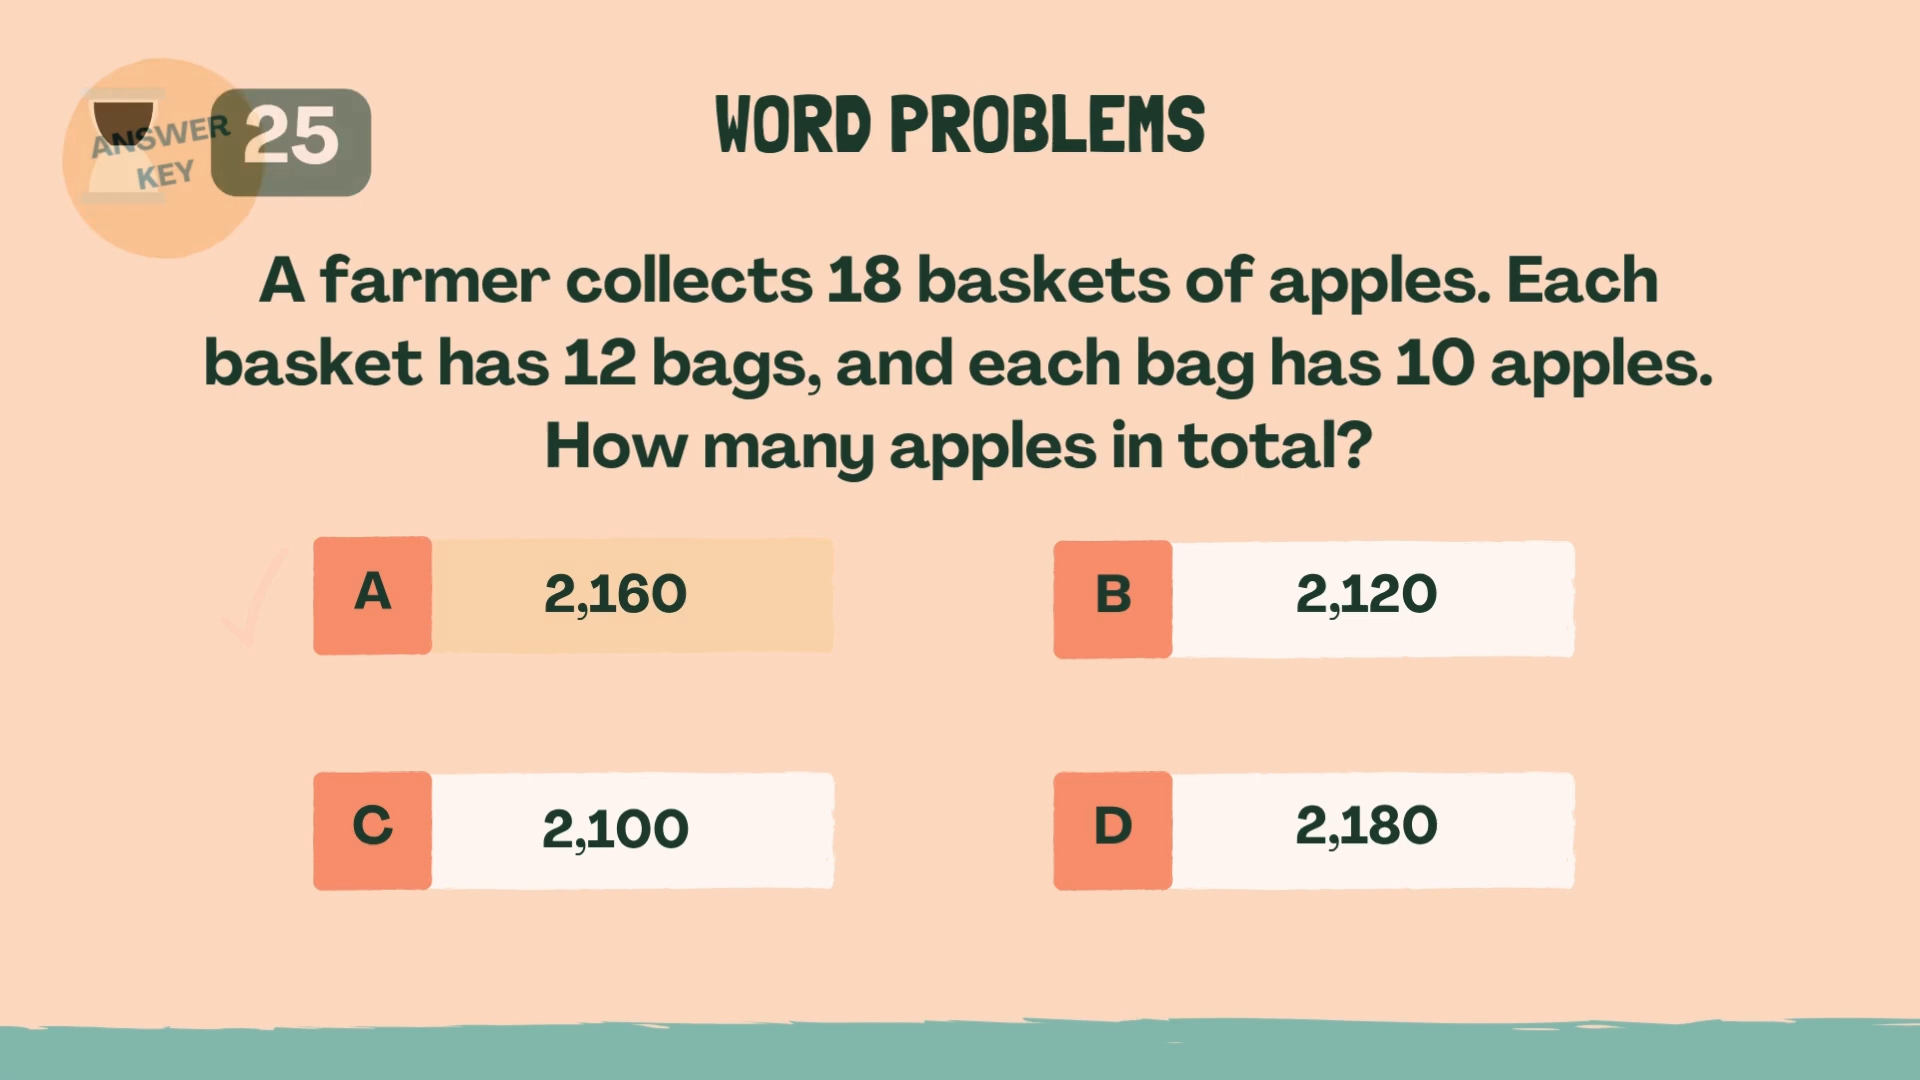 ANSWER
KEY
25
WORD PROBLEMS
A farmer collects 18 baskets of apples. Each
basket has 12 bags, and each bag has 10 apples.
How many apples in total?
A
2,160
B
2,120
C
2,100
D
2,180